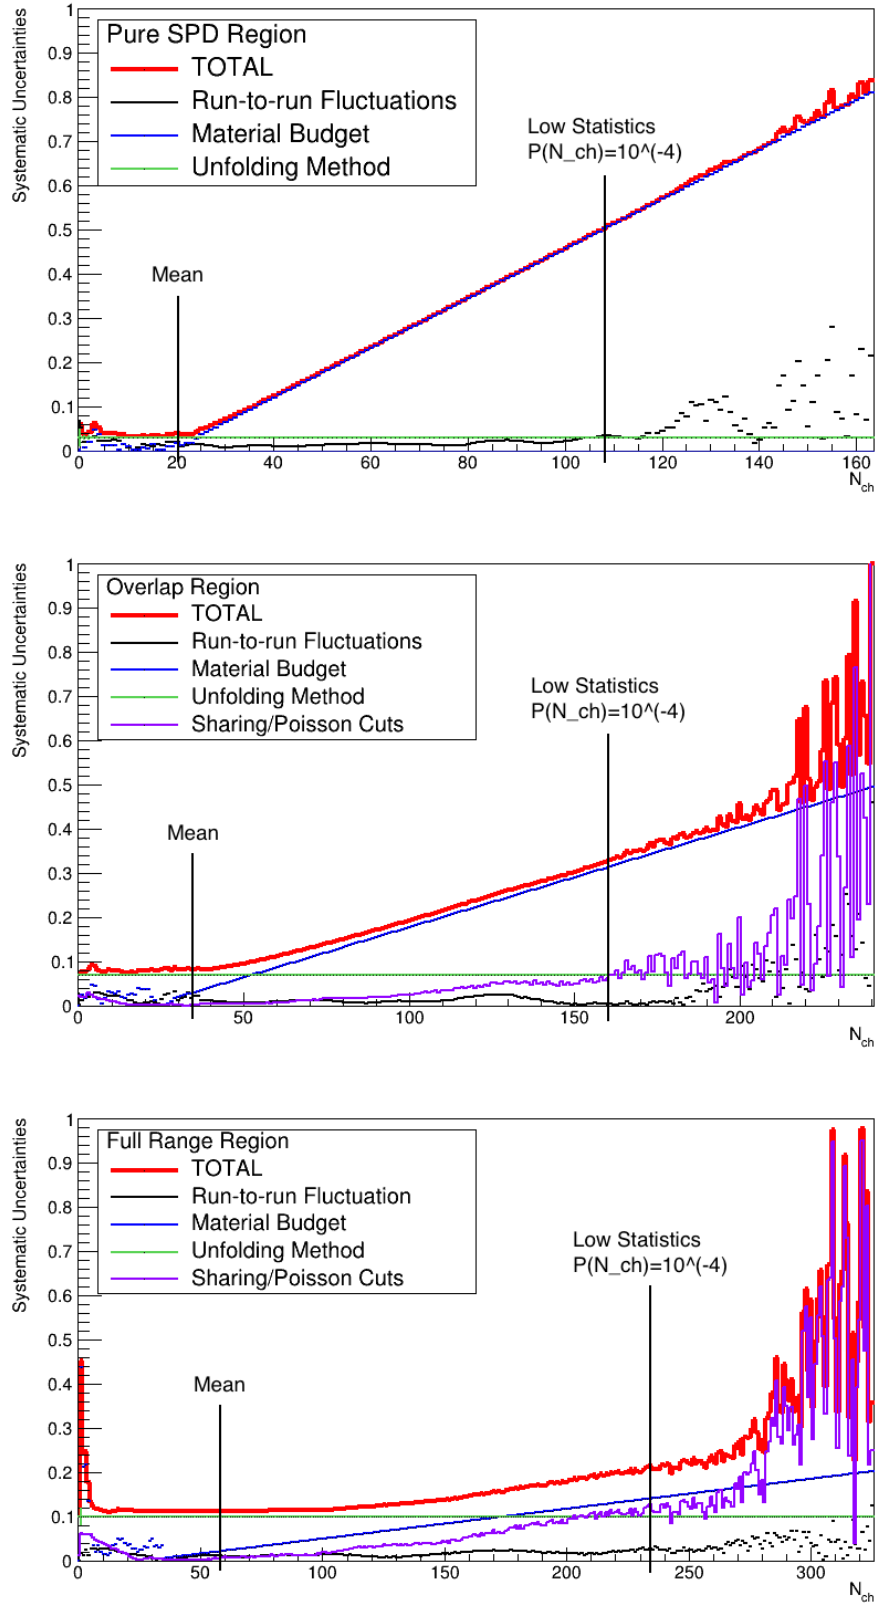 Systematic Uncertainties
1
0.9
0.8
0.7
0.6
0.5
0.4
0.3
0.2
0.1
0
Pure SPD Region
TOTAL
Run-to-run Fluctuations
Material Budget
Unfolding Method
Low Statistics
P(N_ch)=10^(-4)
Mean
0 20 40 60 80 100 120 140 160
N_ch
Systematic Uncertainties
1
0.9
0.8
0.7
0.6
0.5
0.4
0.3
0.2
0.1
0
Overlap Region
TOTAL
Run-to-run Fluctuations
Material Budget
Unfolding Method
Sharing/Poisson Cuts
Low Statistics
P(N_ch)=10^(-4)
Mean
0 50 100 150 200
N_ch
Systematic Uncertainties
1
0.9
0.8
0.7
0.6
0.5
0.4
0.3
0.2
0.1
0
Full Range Region
TOTAL
Run-to-run Fluctuation
Material Budget
Unfolding Method
Sharing/Poisson Cuts
Low Statistics
P(N_ch)=10^(-4)
Mean
0 50 100 150 200 250 300
N_ch